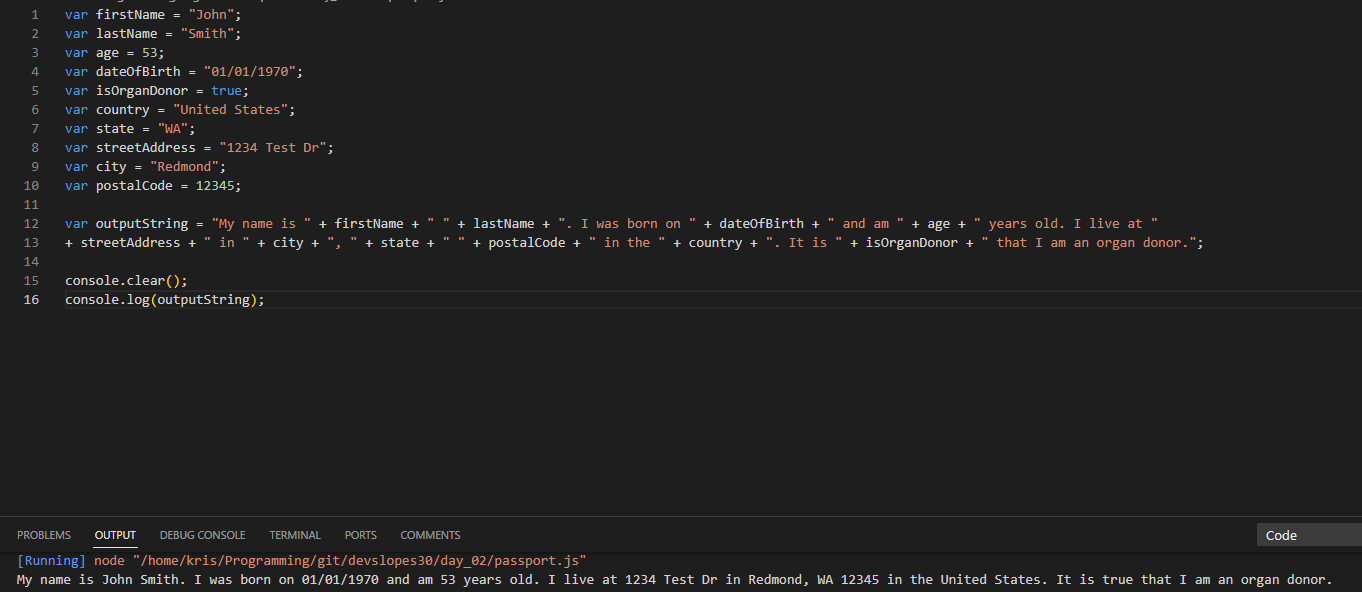 1 var firstName = "John";
2 var lastName = "Smith";
3 var age = 53;
4 var dateOfBirth = "01/01/1970";
5 var isOrganDonor = true;
6 var country = "United States";
7 var state = "WA";
8 var streetAddress = "1234 Test Dr";
9 var city = "Redmond";
10 var postalCode = 12345;
11
12 var outputString = "My name is " + firstName + " " + lastName + ". I was born on " + dateOfBirth + " and am " + age + " years old. I live at "
13 + streetAddress + " in " + city + ", " + state + " " + postalCode + " in the " + country + ". It is " + isOrganDonor + " that I am an organ donor.";
14
15 console.clear();
16 console.log(outputString);
PROBLEMS OUTPUT DEBUG CONSOLE TERMINAL PORTS COMMENTS Code
[Running] node "/home/kris/Programming/git/devslopes30/day_02/passport.js"
My name is John Smith. I was born on 01/01/1970 and am 53 years old. I live at 1234 Test Dr in Redmond, WA 12345 in the United States. It is true that I am an organ donor.